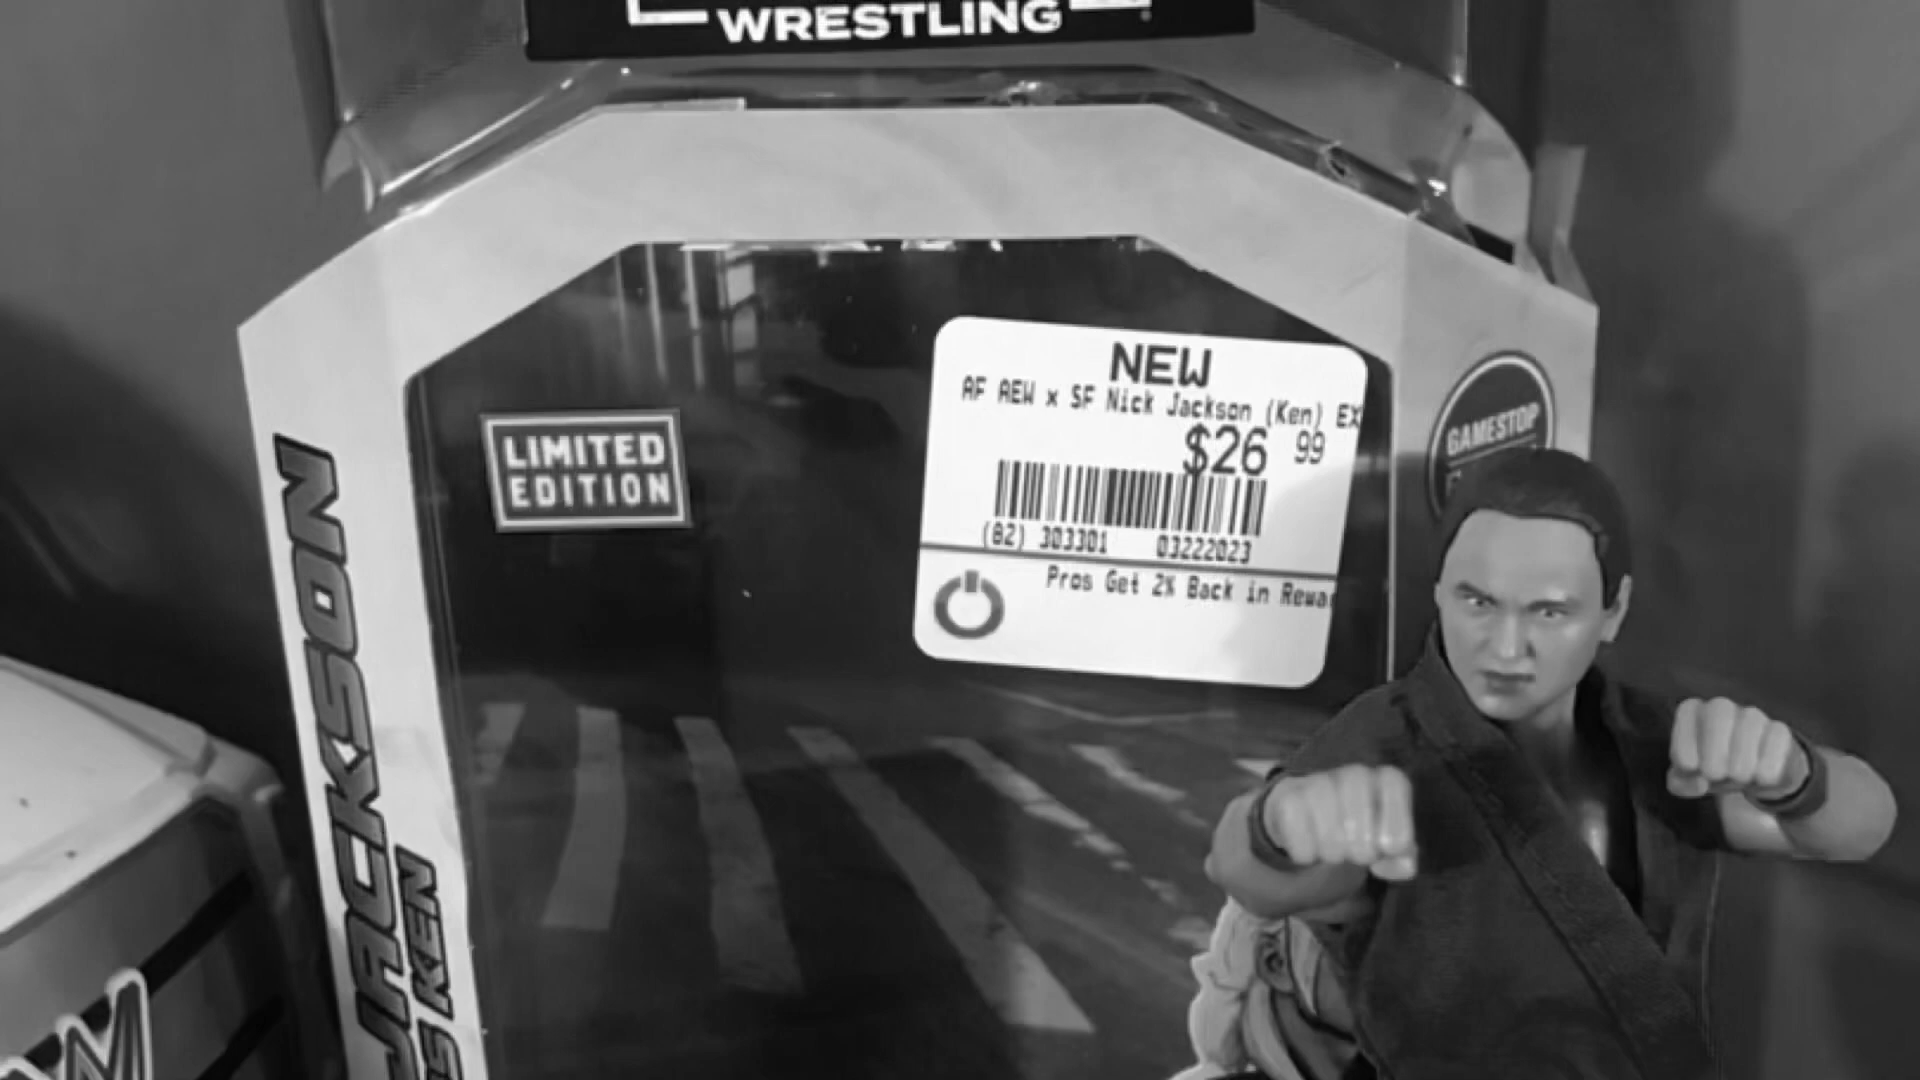 WRESTLING
LIMITED
EDITION
NEW
AF AEW x SF Nick Jackson (Ken) EX
$26 99
(82) 303301 03222023
Pros Get 2% Back in
GAMESTOP
JACKSON
KEN